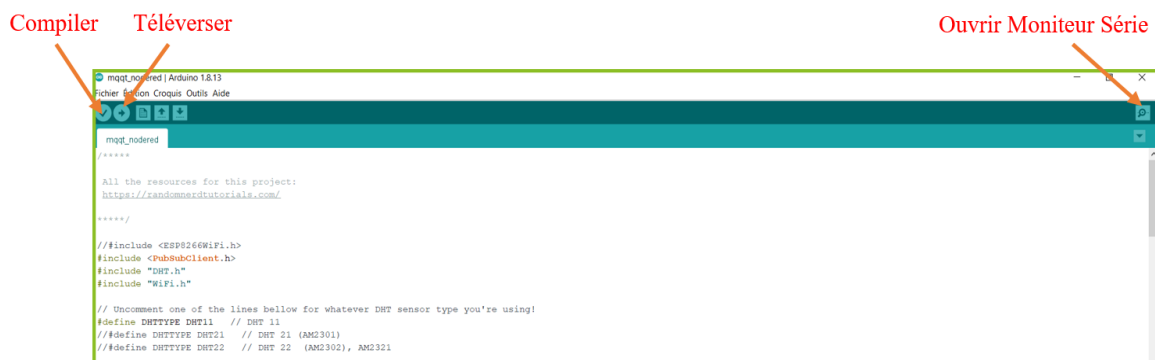 Compiler Téléverser Ouvrir Moniteur Série
mqqt_nodered | Arduino 1.8.13
Fichier Édition Croquis Outils Aide
mqqt_nodered
/*****
All the resources for this project:
https://randomnerdtutorials.com/
*****/
//#include <ESP8266WiFi.h>
#include <PubSubClient.h>
#include "DHT.h"
#include "WiFi.h"
// Uncomment one of the lines bellow for whatever DHT sensor type you're using!
#define DHTTYPE DHT11 // DHT 11
//#define DHTTYPE DHT21 // DHT 21 (AM2301)
//#define DHTTYPE DHT22 // DHT 22 (AM2302), AM2321